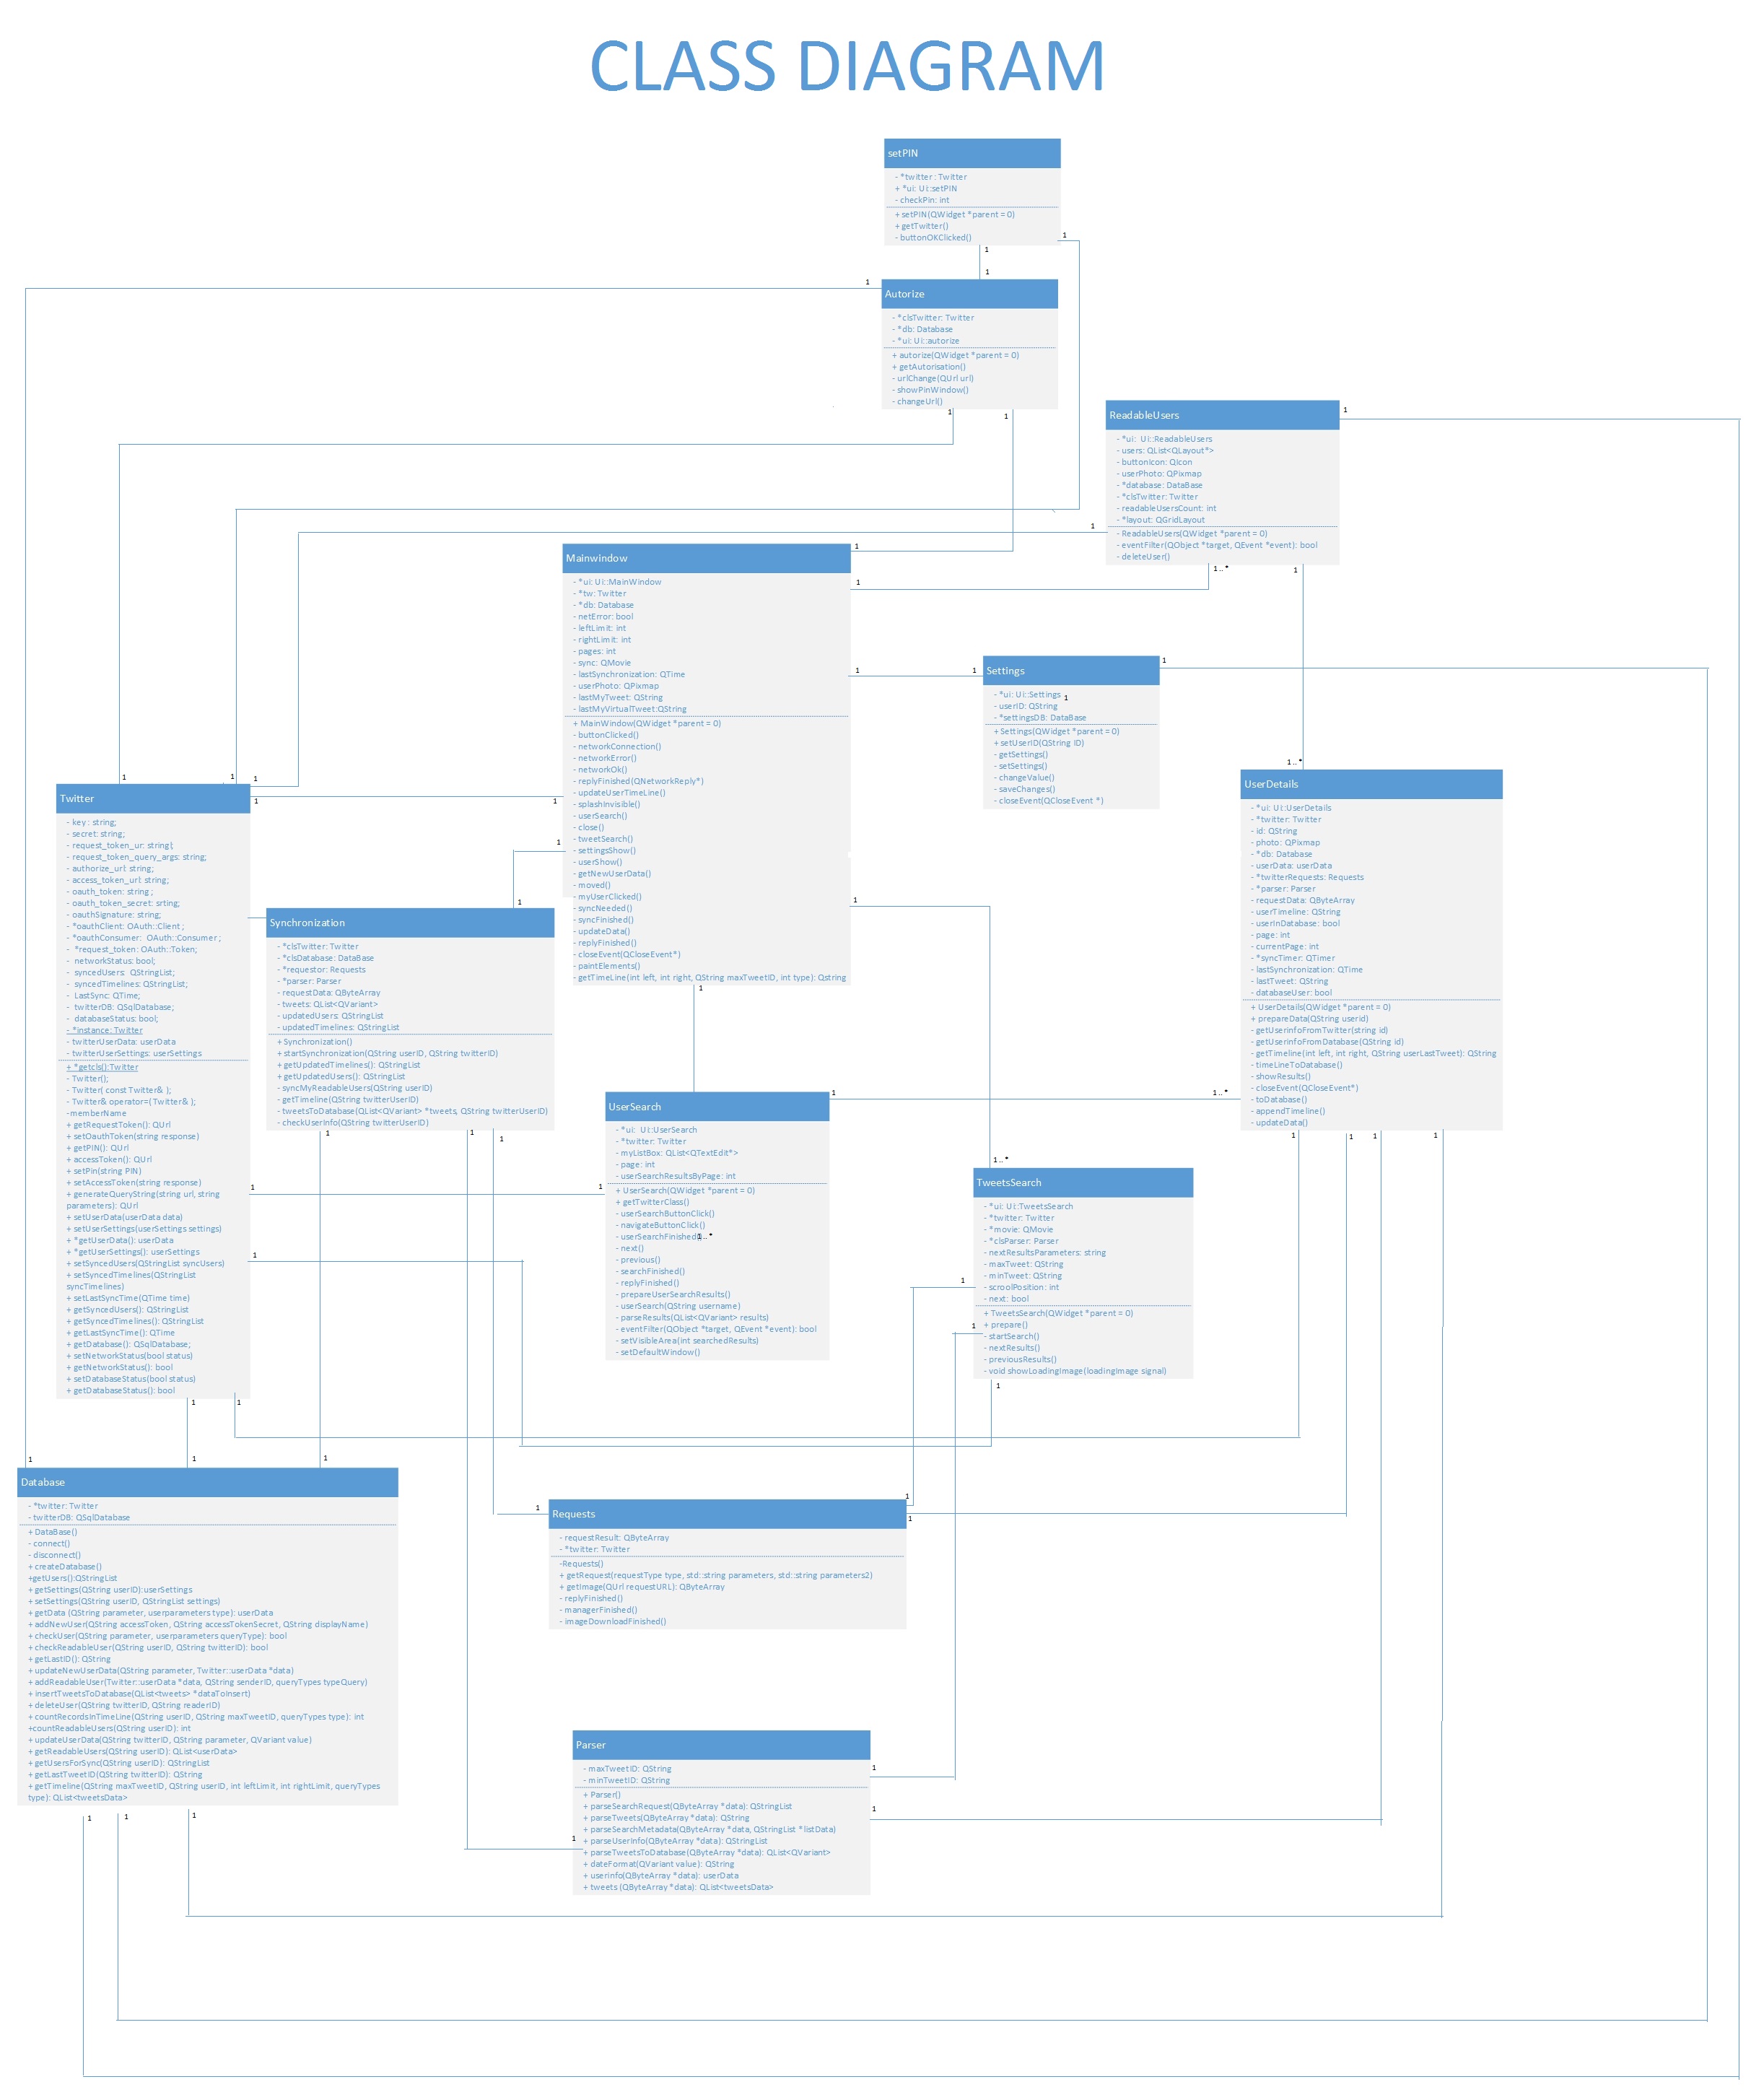 CLASS DIAGRAM
setPIN
- *twitter : Twitter
+ *ui: Ui::setPIN
- checkPin: int
+ setPIN(QWidget *parent = 0)
+ getTwitter()
- buttonOKClicked()
1
1
1
1
Autorize
- *clsTwitter: Twitter
- *db: Database
- *ui: Ui::autorize
+ autorize(QWidget *parent = 0)
+ getAutorisation()
- urlChange(QUrl url)
- showPinWindow()
- changeUrl()
1
1
ReadableUsers
1
- *ui:  Ui::ReadableUsers
- users: QList<QLayout*>
- buttonIcon: QIcon
- userPhoto: QPixmap
- *database: DataBase
- *clsTwitter: Twitter
- readableUsersCount: int
- *layout: QGridLayout
- ReadableUsers(QWidget *parent = 0)
- eventFilter(QObject *target, QEvent *event): bool
- deleteUser()
1
1..*
1
Mainwindow
1
- *ui: Ui::MainWindow
- *tw: Twitter
- *db: Database
- netError: bool
- leftLimit: int
- rightLimit: int
- pages: int
- sync: QMovie
- lastSynchronization: QTime
- userPhoto: QPixmap
- lastMyTweet: QString
- lastMyVirtualTweet:QString
+ MainWindow(QWidget *parent = 0)
- buttonClicked()
- networkConnection()
- networkError()
- networkOk()
- replyFinished(QNetworkReply*)
- updateUserTimeLine()
- splashInvisible()
- userSearch()
- close()
- tweetSearch()
- settingsShow()
- userShow()
- getNewUserData()
- moved()
- myUserClicked()
- syncNeeded()
- syncFinished()
- updateData()
- replyFinished()
- closeEvent(QCloseEvent*)
- paintElements()
- getTimeLine(int left, int right, QString maxTweetID, int type): Qstring
1
1
1
1
1
1
Settings
1
1
- *ui: Ui::Settings
1
- userID: QString
- *settingsDB: DataBase
+ Settings(QWidget *parent = 0)
+ setUserID(QString ID)
- getSettings()
- setSettings()
- changeValue()
- saveChanges()
- closeEvent(QCloseEvent *)
1..*
UserDetails
- *ui: Ui::UserDetails
- *twitter: Twitter
- id: QString
- photo: QPixmap
- *db: Database
- userData: userData
- *twitterRequests: Requests
- *parser: Parser
- requestData: QByteArray
- userTimeline: QString
- userInDatabase: bool
- page: int
- currentPage: int
- *syncTimer: QTimer
- lastSynchronization: QTime
- lastTweet: QString
- databaseUser: bool
+ UserDetails(QWidget *parent = 0)
+ prepareData(QString userid)
- getUserinfoFromTwitter(string id)
- getUserinfoFromDatabase(QString id)
- getTimeline(int left, int right, QString userLastTweet): QString
- timeLineToDatabase()
- showResults()
- closeEvent(QCloseEvent*)
- toDatabase()
- appendTimeline()
- updateData()
1..*
1
1
1
1
1
1
1
Twitter
1
- key : string;
- secret: string;
- request_token_ur: string|;
- request_token_query_args: string;
- authorize_url: string;
- access_token_url: string;
- oauth_token: string ;
- oauth_token_secret: srting;
- oauthSignature: string;
- *oauthClient: OAuth::Client ;
- *oauthConsumer:  OAuth::Consumer ;
-  *request_token: OAuth::Token;
-  networkStatus: bool;
-  syncedUsers:  QStringList;
-  syncedTimelines: QStringList;
-  LastSync: QTime;
-  twitterDB: QSqlDatabase;
-  databaseStatus: bool;
- *instance: Twitter
- twitterUserData: userData
- twitterUserSettings: userSettings
+ *getcls():Twitter
- Twitter();
- Twitter( const Twitter& );
- Twitter& operator=( Twitter& );
-memberName
+ getRequestToken(): QUrl
+ setOauthToken(string response)
+ getPIN(): QUrl
+ accessToken(): QUrl
+ setPin(string PIN)
+ setAccessToken(string response)
+ generateQueryString(string url, string
parameters): QUrl
+ setUserData(userData data)
+ setUserSettings(userSettings settings)
+ *getUserData(): userData
+ *getUserSettings(): userSettings
+ setSyncedUsers(QStringList syncUsers)
+ setSyncedTimelines(QStringList
syncTimelines)
+ setLastSyncTime(QTime time)
+ getSyncedUsers(): QStringList
+ getSyncedTimelines(): QStringList
+ getLastSyncTime(): QTime
+ getDatabase(): QSqlDatabase;
+ setNetworkStatus(bool status)
+ getNetworkStatus(): bool
+ setDatabaseStatus(bool status)
+ getDatabaseStatus(): bool
1
1
1
1
1
Synchronization
- *clsTwitter: Twitter
- *clsDatabase: DataBase
- *requestor: Requests
- *parser: Parser
- requestData: QByteArray
- tweets: QList<QVariant>
- updatedUsers: QStringList
- updatedTimelines: QStringList
+ Synchronization()
+ startSynchronization(QString userID, QString twitterID)
+ getUpdatedTimelines(): QStringList
+ getUpdatedUsers(): QStringList
- syncMyReadableUsers(QString userID)
- getTimeline(QString twitterUserID)
- tweetsToDatabase(QList<QVariant> *tweets, QString twitterUserID)
- checkUserInfo(QString twitterUserID)
1
1
1
UserSearch
1
- *ui:  Ui::UserSearch
- *twitter: Twitter
- myListBox: QList<QTextEdit*>
- page: int
- userSearchResultsByPage: int
+ UserSearch(QWidget *parent = 0)
+ getTwitterClass()
- userSearchButtonClick()
- navigateButtonClick()
- userSearchFinished()
1..*
- next()
- previous()
- searchFinished()
- replyFinished()
- prepareUserSearchResults()
- userSearch(QString username)
- parseResults(QList<QVariant> results)
- eventFilter(QObject *target, QEvent *event): bool
- setVisibleArea(int searchedResults)
- setDefaultWindow()
1
1..*
TweetsSearch
- *ui: UI::TweetsSearch
- *twitter: Twitter
- *movie: QMovie
- *clsParser: Parser
- nextResultsParameters: string
- maxTweet: QString
- minTweet: QString
- scroolPosition: int
- next: bool
+ TweetsSearch(QWidget *parent = 0)
+ prepare()
- startSearch()
- nextResults()
- previousResults()
- void showLoadingImage(loadingImage signal)
1
1
1
1
1
1
Database
- *twitter: Twitter
- twitterDB: QSqlDatabase
+ DataBase()
- connect()
- disconnect()
+ createDatabase()
+getUsers():QStringList
+ getSettings(QString userID):userSettings
+ setSettings(QString userID, QStringList settings)
+ getData (QString parameter, userparameters type): userData
+ addNewUser(QString accessToken, QString accessTokenSecret, QString displayName)
+ checkUser(QString parameter, userparameters queryType): bool
+ checkReadableUser(QString userID, QString twitterID): bool
+ getLastID(): QString
+ updateNewUserData(QString parameter, Twitter::userData *data)
+ addReadableUser(Twitter::userData *data, QString senderID, queryTypes typeQuery)
+ insertTweetsToDatabase(QList<tweets> *dataToInsert)
+ deleteUser(QString twitterID, QString readerID)
+ countRecordsInTimeLine(QString userID, QString maxTweetID, queryTypes type): int
+countReadableUsers(QString userID): int
+ updateUserData(QString twitterID, QString parameter, QVariant value)
+ getReadableUsers(QString userID): QList<userData>
+ getUsersForSync(QString userID): QStringList
+ getLastTweetID(QString twitterID): QString
+ getTimeline(QString maxTweetID, QString userID, int leftLimit, int rightLimit, queryTypes
type): QList<tweetsData>
1
1
1
1
1
1
Requests
- requestResult: QByteArray
- *twitter: Twitter
-Requests()
+ getRequest(requestType type, std::string parameters, std::string parameters2)
+ getImage(QUrl requestURL): QByteArray
- replyFinished()
- managerFinished()
- imageDownloadFinished()
Parser
- maxTweetID: QString
- minTweetID: QString
+ Parser()
+ parseSearchRequest(QByteArray *data): QStringList
+ parseTweets(QByteArray *data): QString
+ parseSearchMetadata(QByteArray *data, QStringList *listData)
+ parseUserInfo(QByteArray *data): QStringList
+ parseTweetsToDatabase(QByteArray *data): QList<QVariant>
+ dateFormat(QVariant value): QString
+ userinfo(QByteArray *data): userData
+ tweets (QByteArray *data): QList<tweetsData>
1
1
1